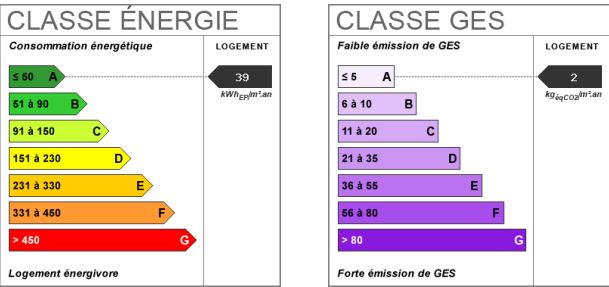 CLASSE ÉNERGIE
Consommation énergétique
LOGEMENT
≤ 50 A
39
kWhEP/m².an
51 à 90 B
91 à 150 C
151 à 230 D
231 à 330 E
331 à 450 F
> 450 G
Logement énergivore
CLASSE GES
Faible émission de GES
LOGEMENT
≤ 5 A
2
kgéqCO2/m².an
6 à 10 B
11 à 20 C
21 à 35 D
36 à 55 E
56 à 80 F
> 80 G
Forte émission de GES